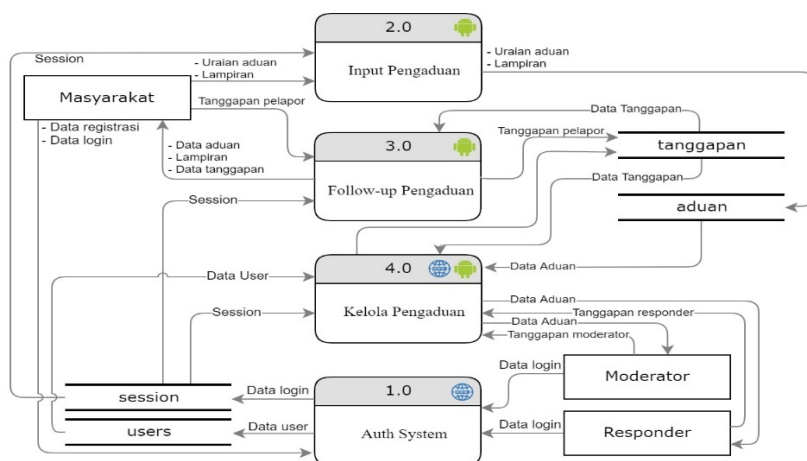 2.0
Input Pengaduan
Session
- Uraian aduan
- Lampiran
- Uraian aduan
- Lampiran
Masyarakat
Tanggapan pelapor
- Data registrasi
- Data login
- Data aduan
- Lampiran
- Data tanggapan
3.0
Follow-up Pengaduan
Data Tanggapan
Tanggapan pelapor
tanggapan
Data Tanggapan
aduan
Session
Data User
4.0
Kelola Pengaduan
Data Aduan
Session
Data Aduan
Tanggapan responder
Data Aduan
Tanggapan moderator
session
Data login
1.0
Auth System
Data login
Moderator
users
Data user
Data login
Responder